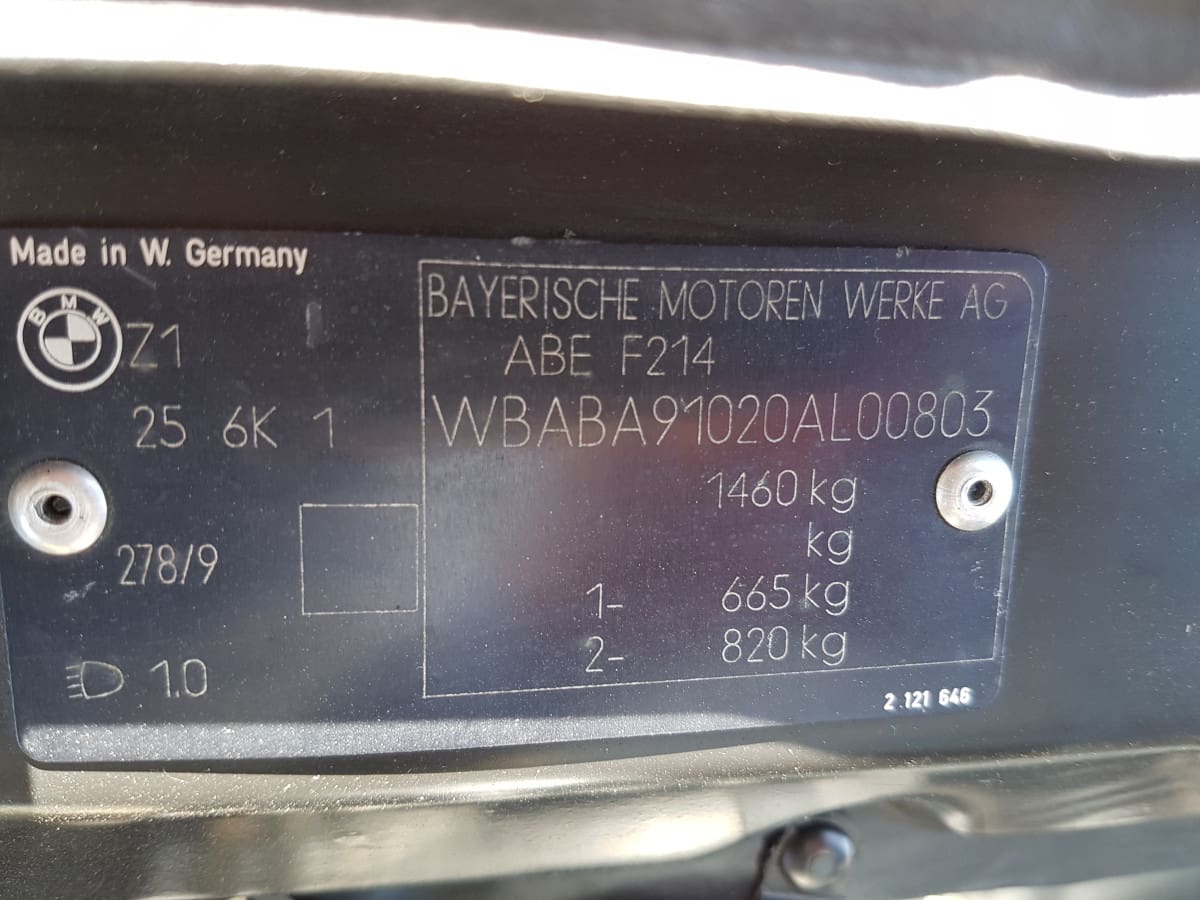 Made in W. Germany
BMW
Z1
25 6K 1
278/9
1.0
BAYERISCHE MOTOREN WERKE AG
ABE F214
WBABA91020AL00803
1460 kg
kg
1- 665 kg
2- 820 kg
2 121 646